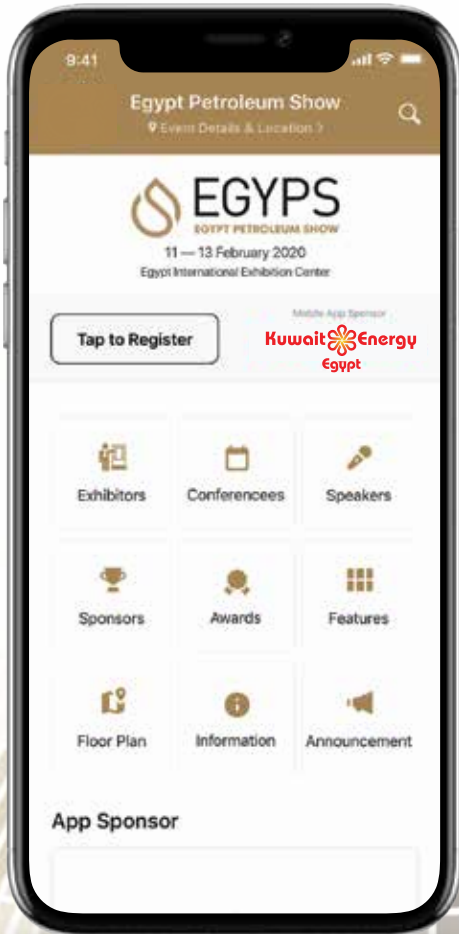 9:41
Egypt Petroleum Show
Event Details & Location >
EGYPS
EGYPT PETROLEUM SHOW
11 — 13 February 2020
Egypt International Exhibition Center
Mobile App Sponsor
Tap to Register
Kuwait Energy
Egypt
Exhibitors
Conferencees
Speakers
Sponsors
Awards
Features
Floor Plan
Information
Announcement
App Sponsor